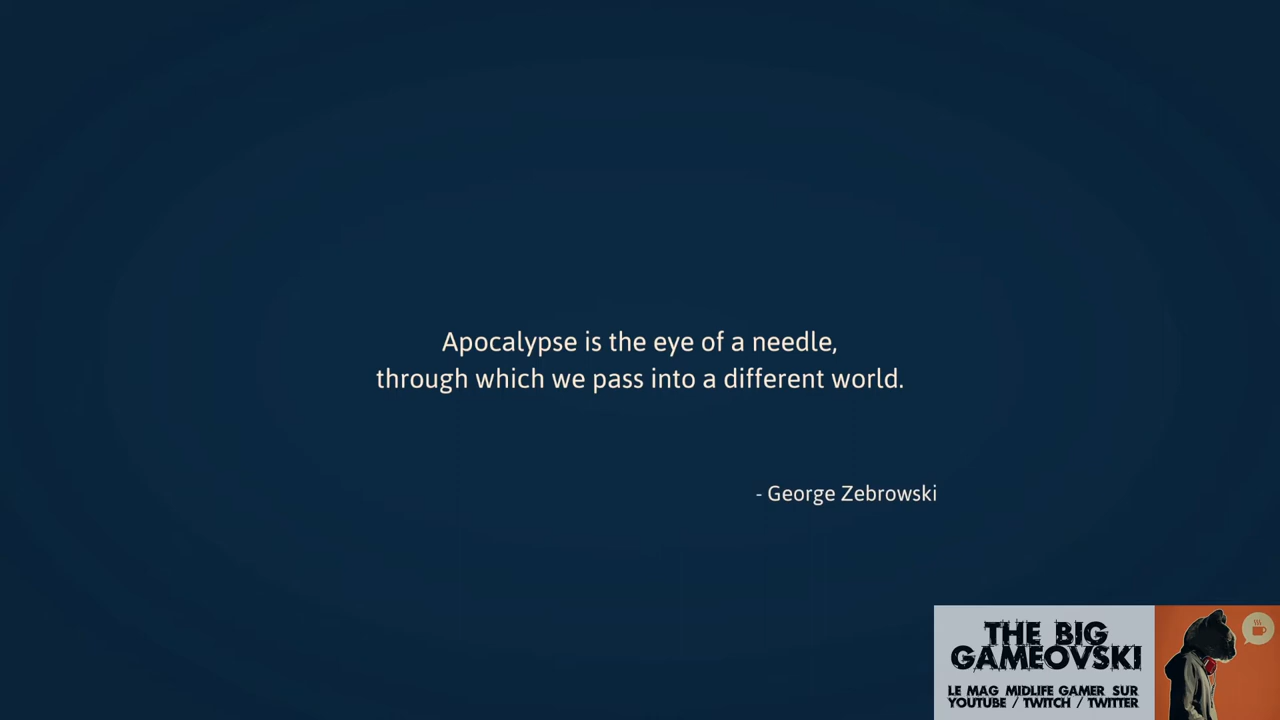 Apocalypse is the eye of a needle,
through which we pass into a different world.
- George Zebrowski
THE BIG
GAMEOVSKI
LE MAG MIDLIFE GAMER SUR
YOUTUBE / TWITCH / TWITTER